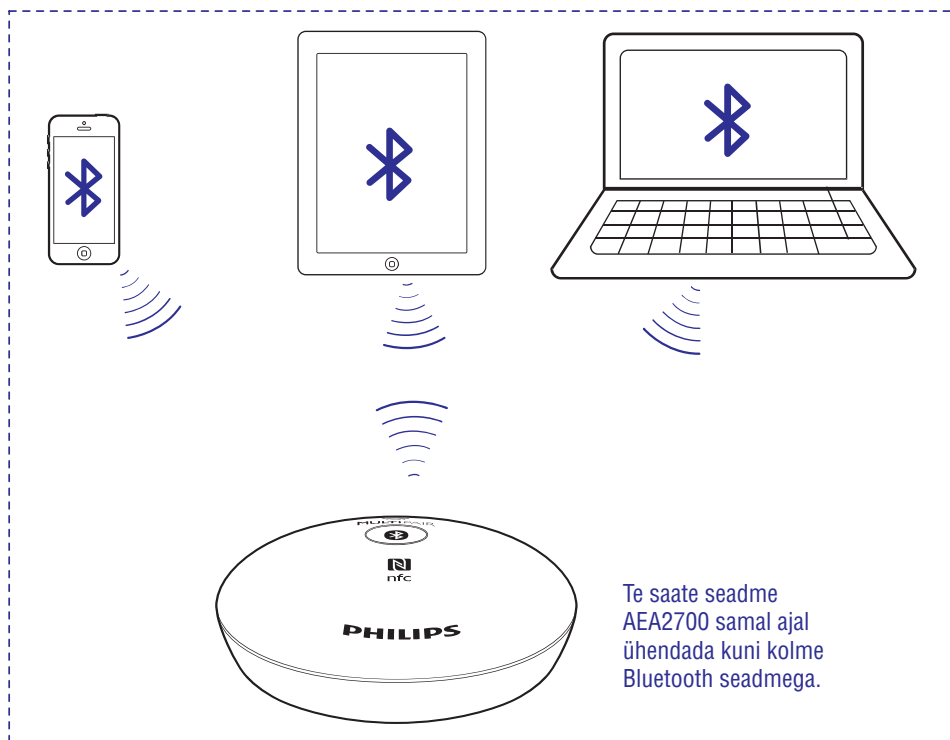 MULTIPAIR
nfc
PHILIPS
Te saate seadme
AEA2700 samal ajal
ühendada kuni kolme
Bluetooth seadmega.